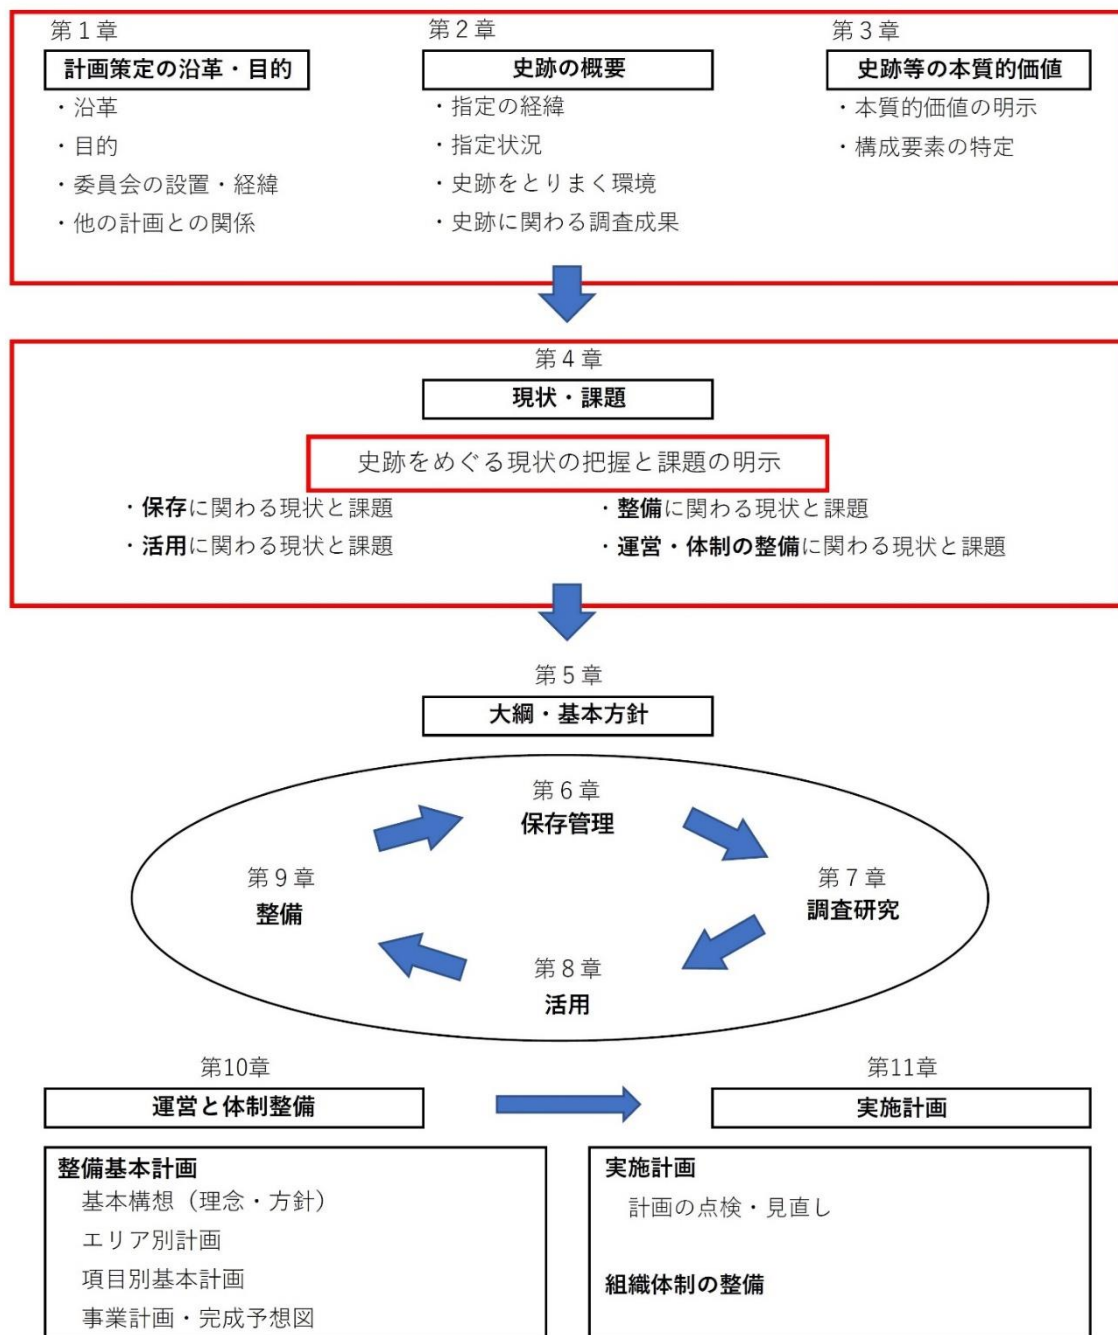 第1章
計画策定の沿革・目的
・沿革
・目的
・委員会の設置・経緯
・他の計画との関係
第2章
史跡の概要
・指定の経緯
・指定状況
・史跡をとりまく環境
・史跡に関わる調査成果
第3章
史跡等の本質的価値
・本質的価値の明示
・構成要素の特定
第4章
現状・課題
史跡をめぐる現状の把握と課題の明示
・保存に関わる現状と課題
・活用に関わる現状と課題
・整備に関わる現状と課題
・運営・体制の整備に関わる現状と課題
第5章
大綱・基本方針
第6章
保存管理
第7章
調査研究
第8章
活用
第9章
整備
第10章
運営と体制整備
整備基本計画
基本構想（理念・方針）
エリア別計画
項目別基本計画
事業計画・完成予想図
第11章
実施計画
実施計画
計画の点検・見直し
組織体制の整備